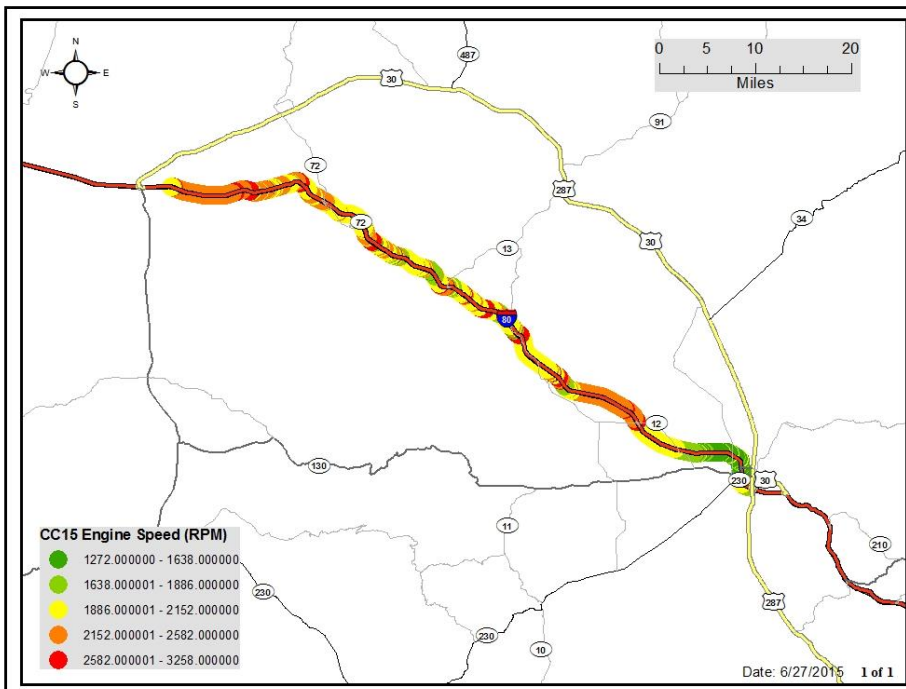 N
W E
S
0 5 10 20
Miles
487
30
91
72
287
34
72
30
13
80
12
130
230
30
11
210
230
287
230
10
CC15 Engine Speed (RPM)
1272.000000 - 1638.000000
1638.000001 - 1886.000000
1886.000001 - 2152.000000
2152.000001 - 2582.000000
2582.000001 - 3258.000000
Date: 6/27/2015 1 of 1